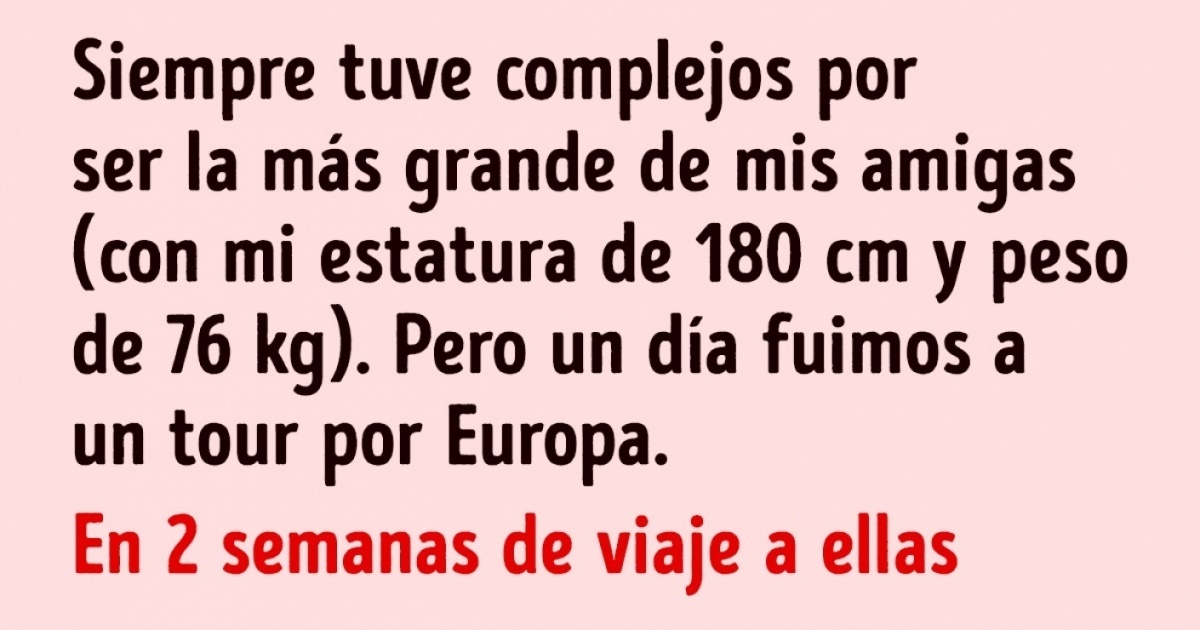 Siempre tuve complejos por
ser la más grande de mis amigas
(con mi estatura de 180 cm y peso
de 76 kg). Pero un día fuimos a
un tour por Europa.
En 2 semanas de viaje a ellas